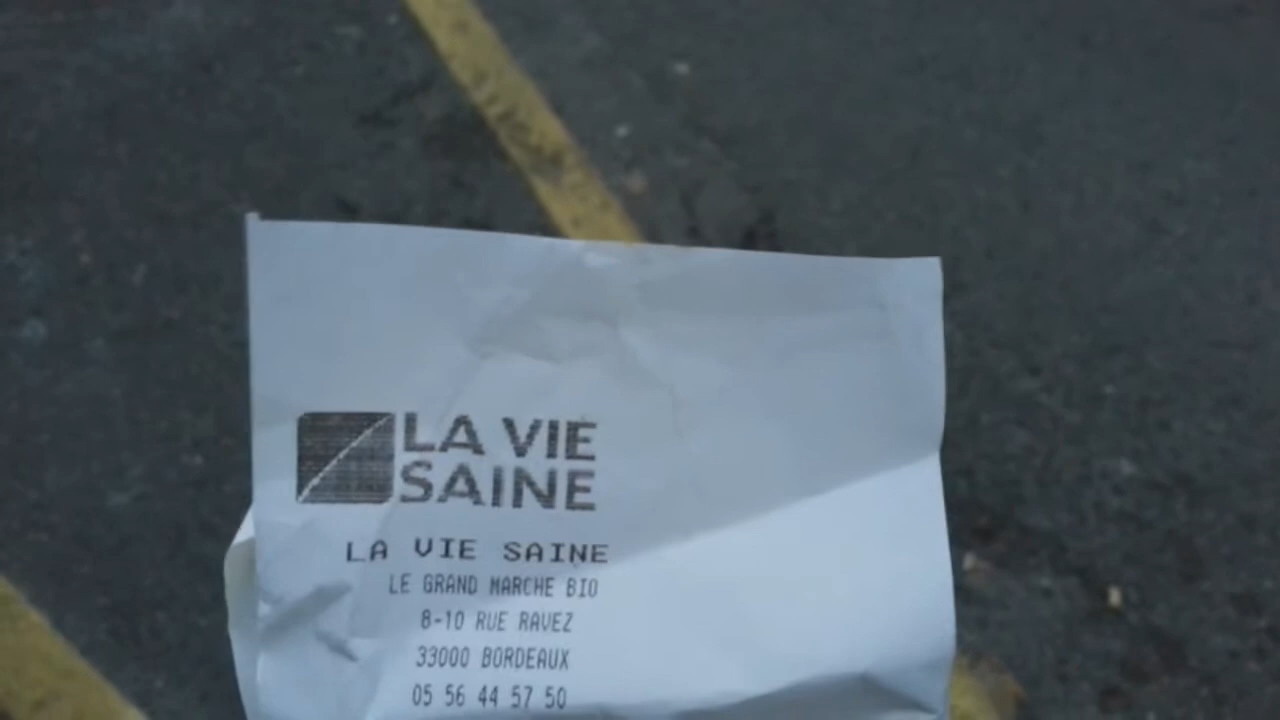 LA VIE
SAINE
LA VIE SAINE
LE GRAND MARCHE BIO
8-10 RUE RAVEZ
33000 BORDEAUX
05 56 44 57 50